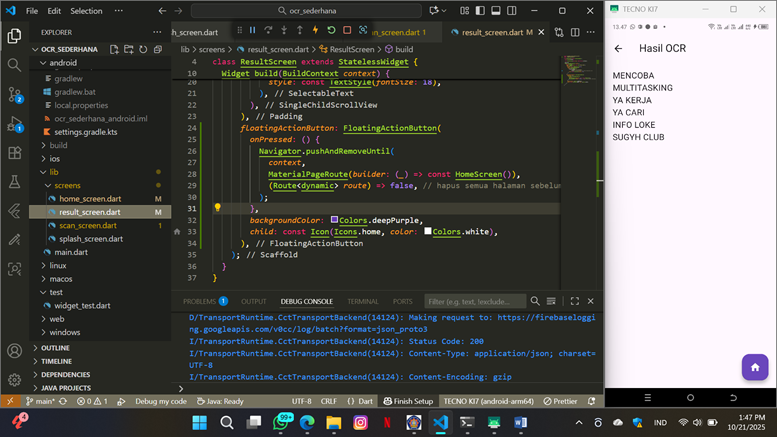 File Edit Selection ...
ocr_sederhana
EXPLORER
OCR_SEDERHANA
android
gradlew
gradlew.bat
local.properties
ocr_sederhana_android.iml
settings.gradle.kts
build
ios
lib
screens
home_screen.dart M
result_screen.dart M
scan_screen.dart 1
splash_screen.dart
main.dart
linux
macos
test
widget_test.dart
web
windows
OUTLINE
TIMELINE
DEPENDENCIES
JAVA PROJECTS
result_screen.dart M
lib > screens > result_screen.dart > ResultScreen > build
4 class ResultScreen extends StatelessWidget {
10 Widget build(BuildContext context) {
20 style: const TextStyle(fontSize: 18),
21 ), // SelectableText
22 ), // SingleChildScrollView
23 ), // Padding
24 floatingActionButton: FloatingActionButton(
25 onPressed: () {
26 Navigator.pushAndRemoveUntil(
27 context,
28 MaterialPageRoute(builder: (_) => const HomeScreen()),
29 (Route<dynamic> route) => false, // hapus semua halaman sebelum
30 );
31 },
32 backgroundColor: Colors.deepPurple,
33 child: const Icon(Icons.home, color: Colors.white),
34 ), // FloatingActionButton
35 ); // Scaffold
36 }
37 }
PROBLEMS 1 OUTPUT DEBUG CONSOLE TERMINAL PORTS Filter (e.g. text, !exclude...
D/TransportRuntime.CctTransportBackend(14124): Making request to: https://firebaselogg
ing.googleapis.com/v0cc/log/batch?format=json_proto3
I/TransportRuntime.CctTransportBackend(14124): Status Code: 200
I/TransportRuntime.CctTransportBackend(14124): Content-Type: application/json; charset=
UTF-8
I/TransportRuntime.CctTransportBackend(14124): Content-Encoding: gzip
main* 0 1 Debug my code Java: Ready UTF-8 CRLF {} Dart Finish Setup TECNO KI7 (android-arm64) Prettier
TECNO KI7
13.47
Hasil OCR
MENCOBA
MULTITASKING
YA KERJA
YA CARI
INFO LOKE
SUGYH CLUB
4
99+
IND
1:47 PM
10/21/2025